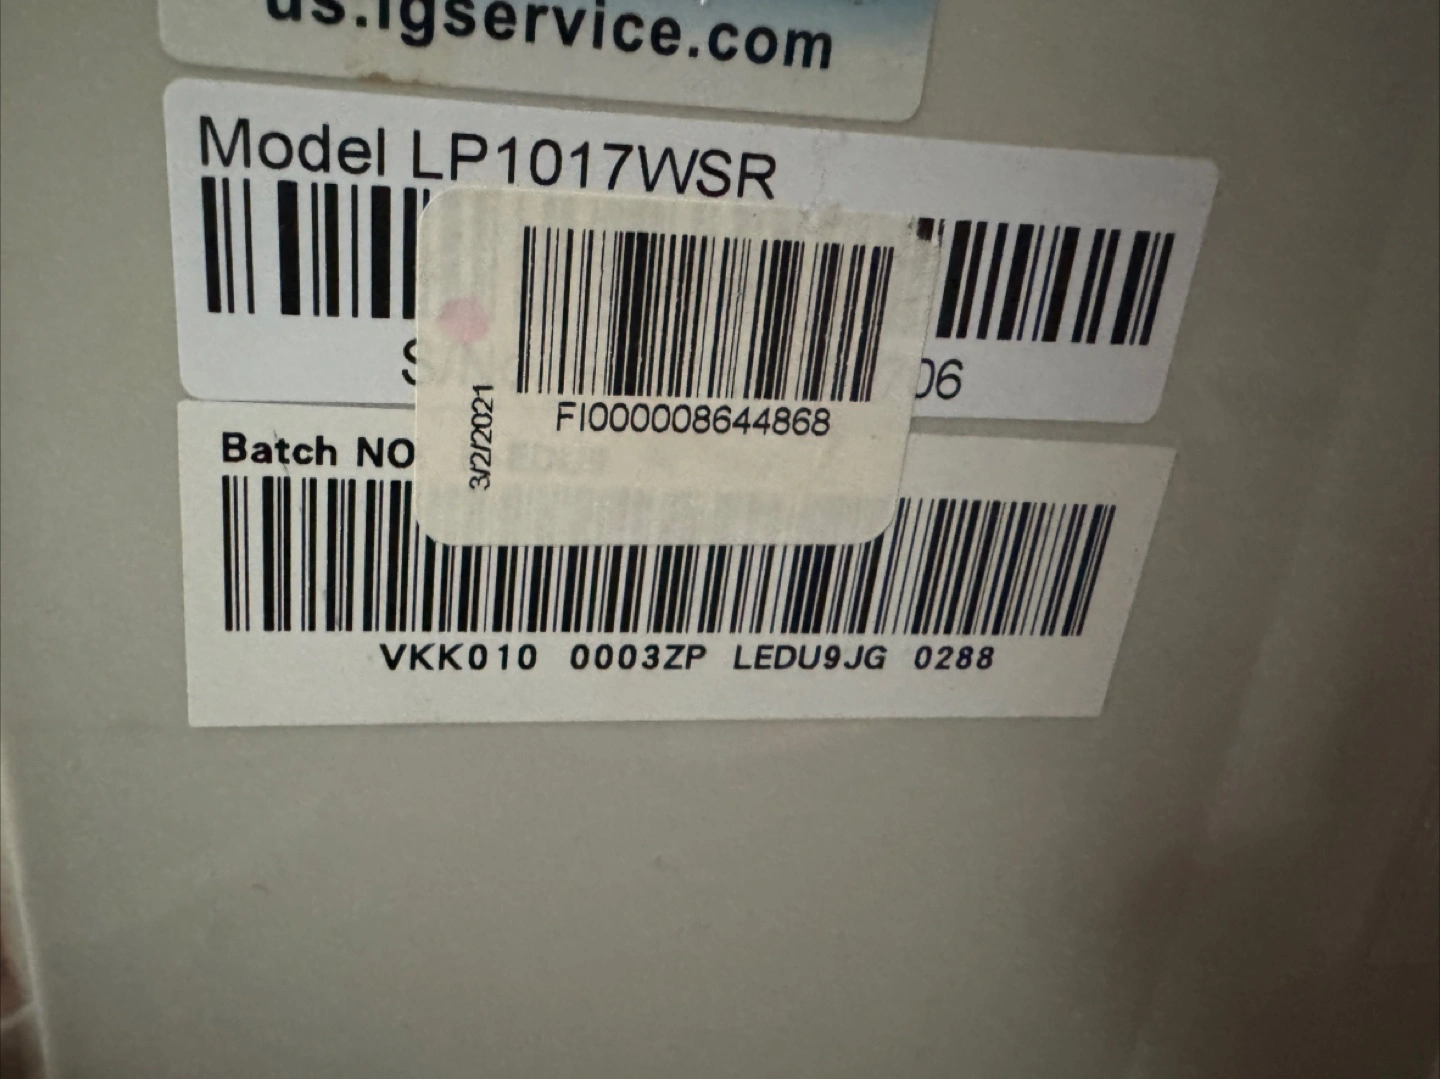 us.lgservice.com
Model LP1017WSR
06
3/2/2021
FI000008644868
Batch NO
VKK010 0003ZP LEDU9JG 0288